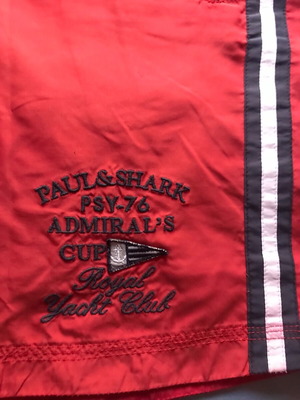 PAUL&SHARK
PSY-76
ADMIRAL'S
CUP
Royal
Yacht Club